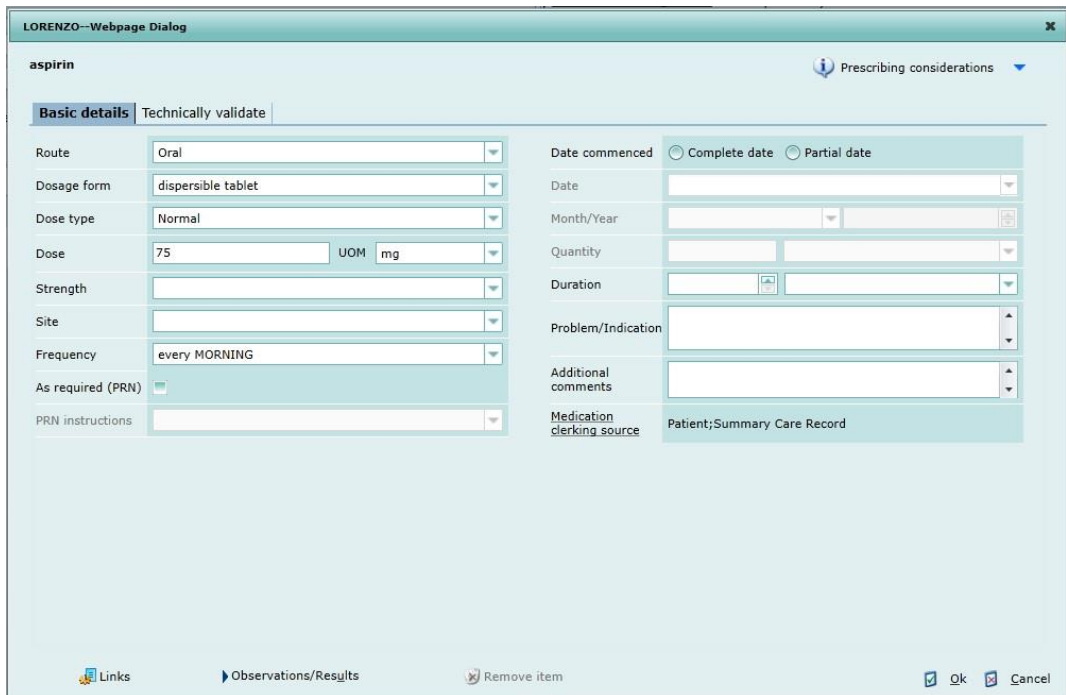 LORENZO--Webpage Dialog
aspirin
Prescribing considerations
Basic details Technically validate
Route Oral
Dosage form dispersible tablet
Dose type Normal
Dose 75 UOM mg
Strength
Site
Frequency every MORNING
As required (PRN)
PRN instructions
Date commenced Complete date Partial date
Date
Month/Year
Quantity
Duration
Problem/Indication
Additional
comments
Medication
clerking source Patient;Summary Care Record
Links Observations/Results Remove item Ok Cancel